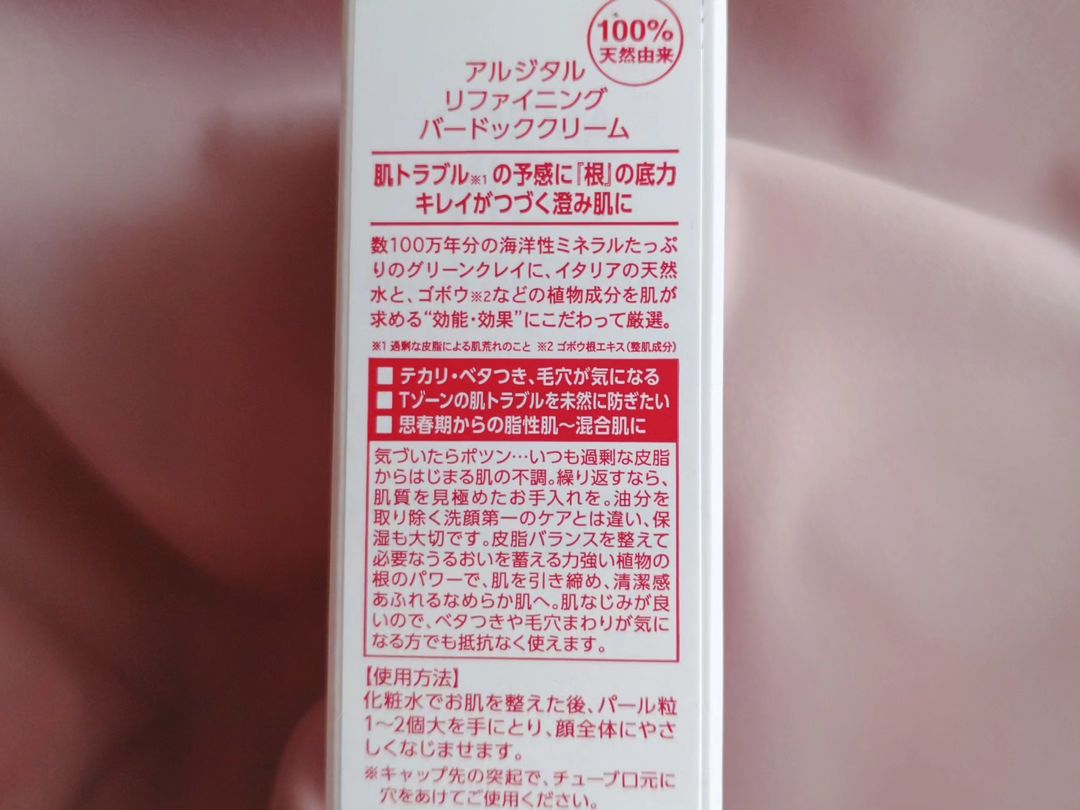 100%
天然由来
アルジタル
リファイニング
バードッククリーム
肌トラブル※1の予感に『根』の底力
キレイがつづく澄み肌に
数100万年分の海洋性ミネラルたっぷ
りのグリーンクレイに、イタリアの天然
水と、ゴボウ※2などの植物成分を肌が
求める“効能・効果”にこだわって厳選。
※1 過剰な皮脂による肌荒れのこと ※2 ゴボウ根エキス(整肌成分)
■ テカリ・ベタつき、毛穴が気になる
■ Tゾーンの肌トラブルを未然に防ぎたい
■ 思春期からの脂性肌〜混合肌に
気づいたらポツン…いつも過剰な皮脂
からはじまる肌の不調。繰り返すなら、
肌質を見極めたお手入れを。油分を
取り除く洗顔第一のケアとは違い、保
湿も大切です。皮脂バランスを整えて
必要なうるおいを蓄える力強い植物の
根のパワーで、肌を引き締め、清潔感
あふれるなめらか肌へ。肌なじみが良
いので、ベタつきや毛穴まわりが気に
なる方でも抵抗なく使えます。
【使用方法】
化粧水でお肌を整えた後、パール粒
1〜2個大を手にとり、顔全体にやさ
しくなじませます。
※キャップ先の突起で、チューブ口元に
穴をあけてご使用ください。